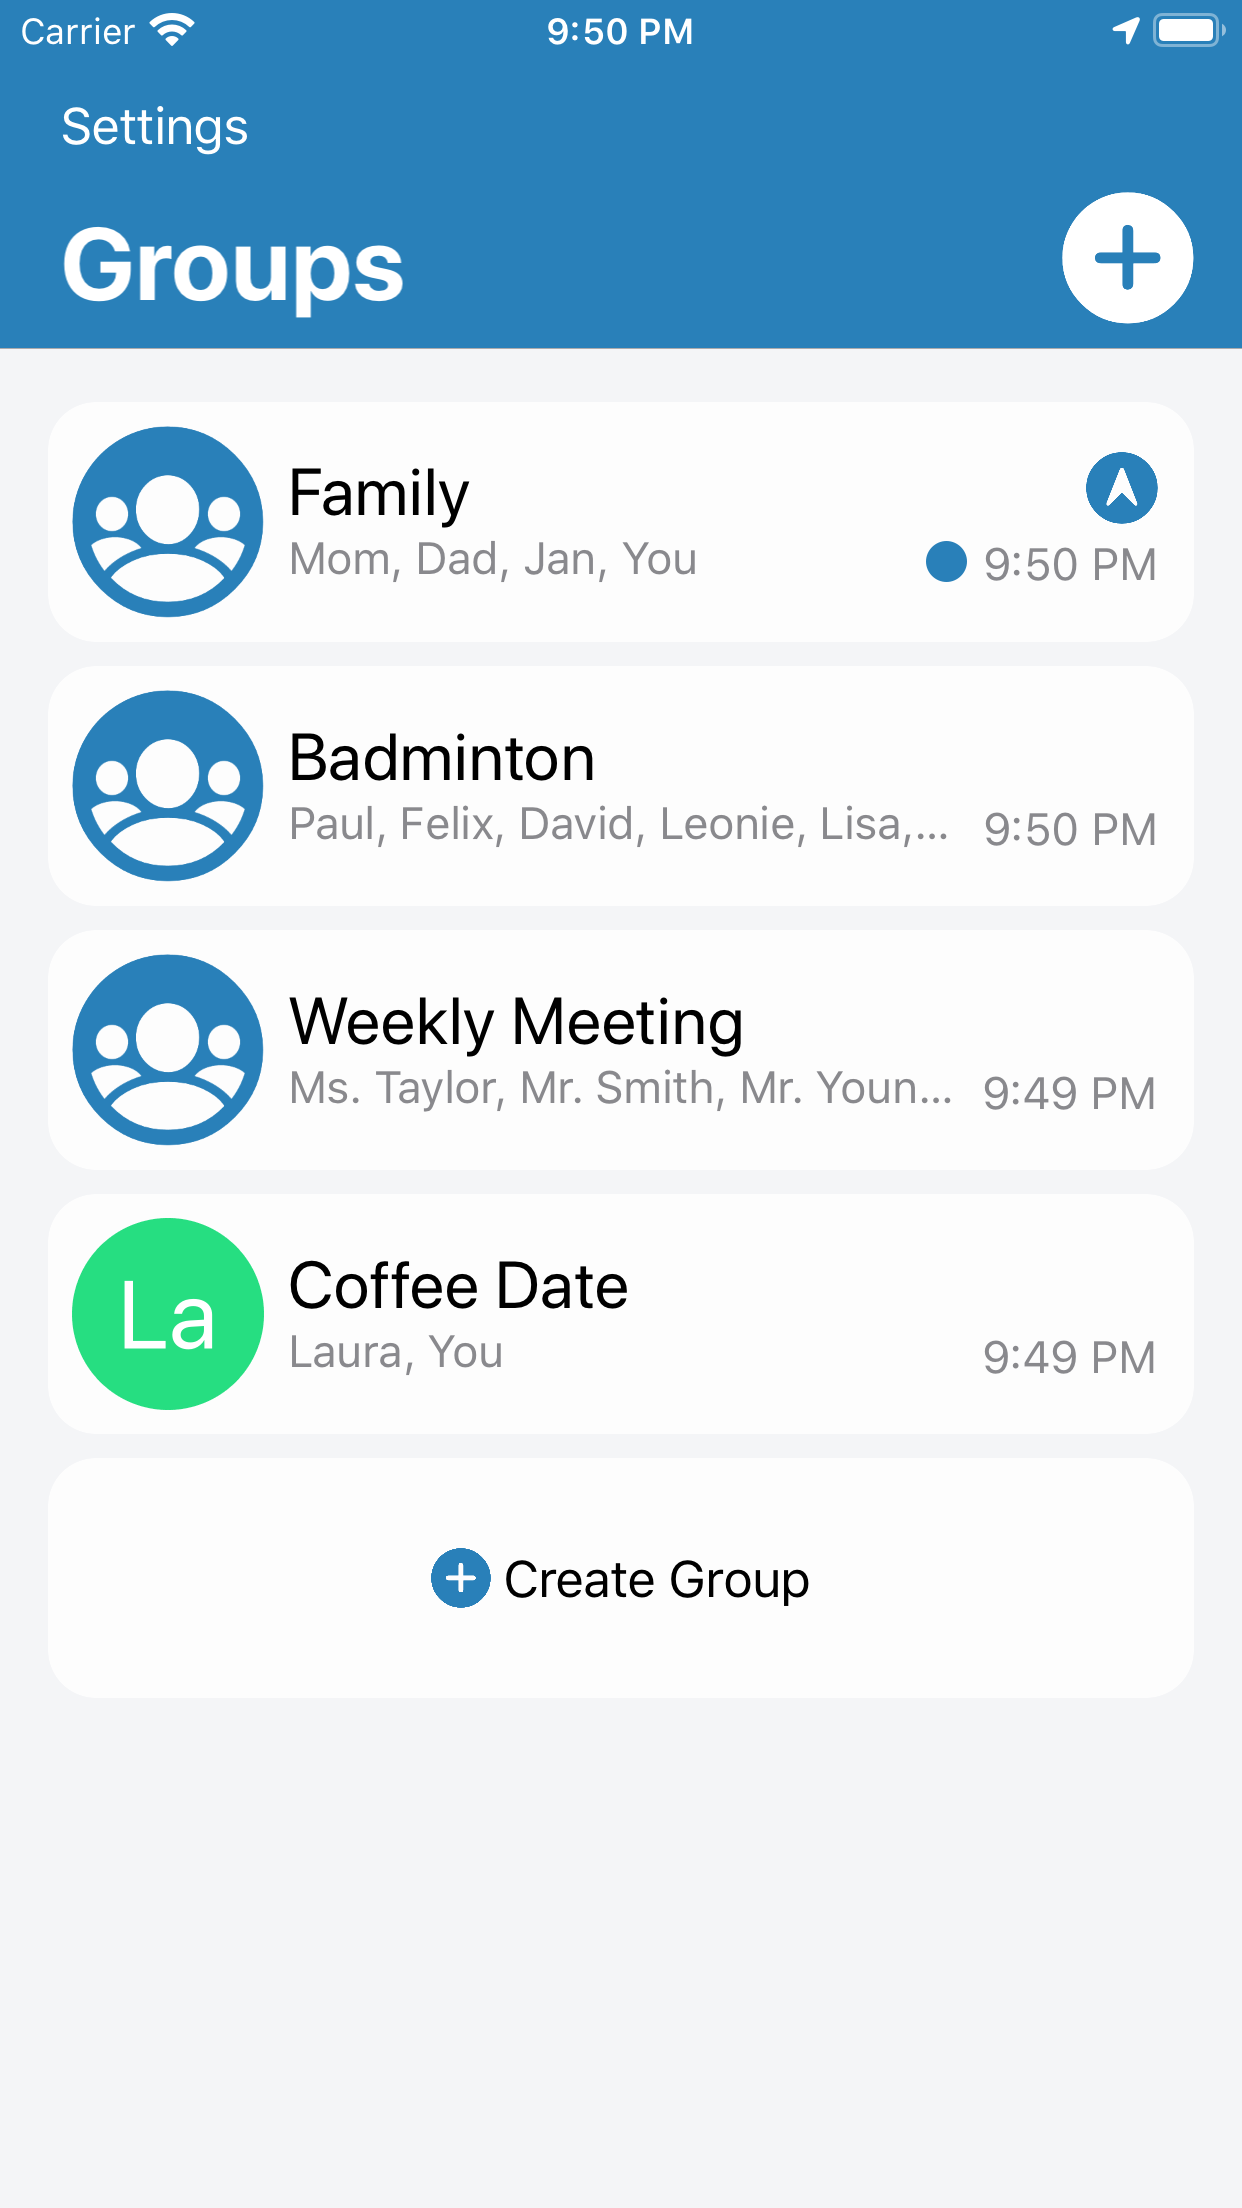 Carrier 9:50 PM
Settings
Groups
Family
Mom, Dad, Jan, You
9:50 PM
Badminton
Paul, Felix, David, Leonie, Lisa,...
9:50 PM
Weekly Meeting
Ms. Taylor, Mr. Smith, Mr. Youn...
9:49 PM
La
Coffee Date
Laura, You
9:49 PM
Create Group